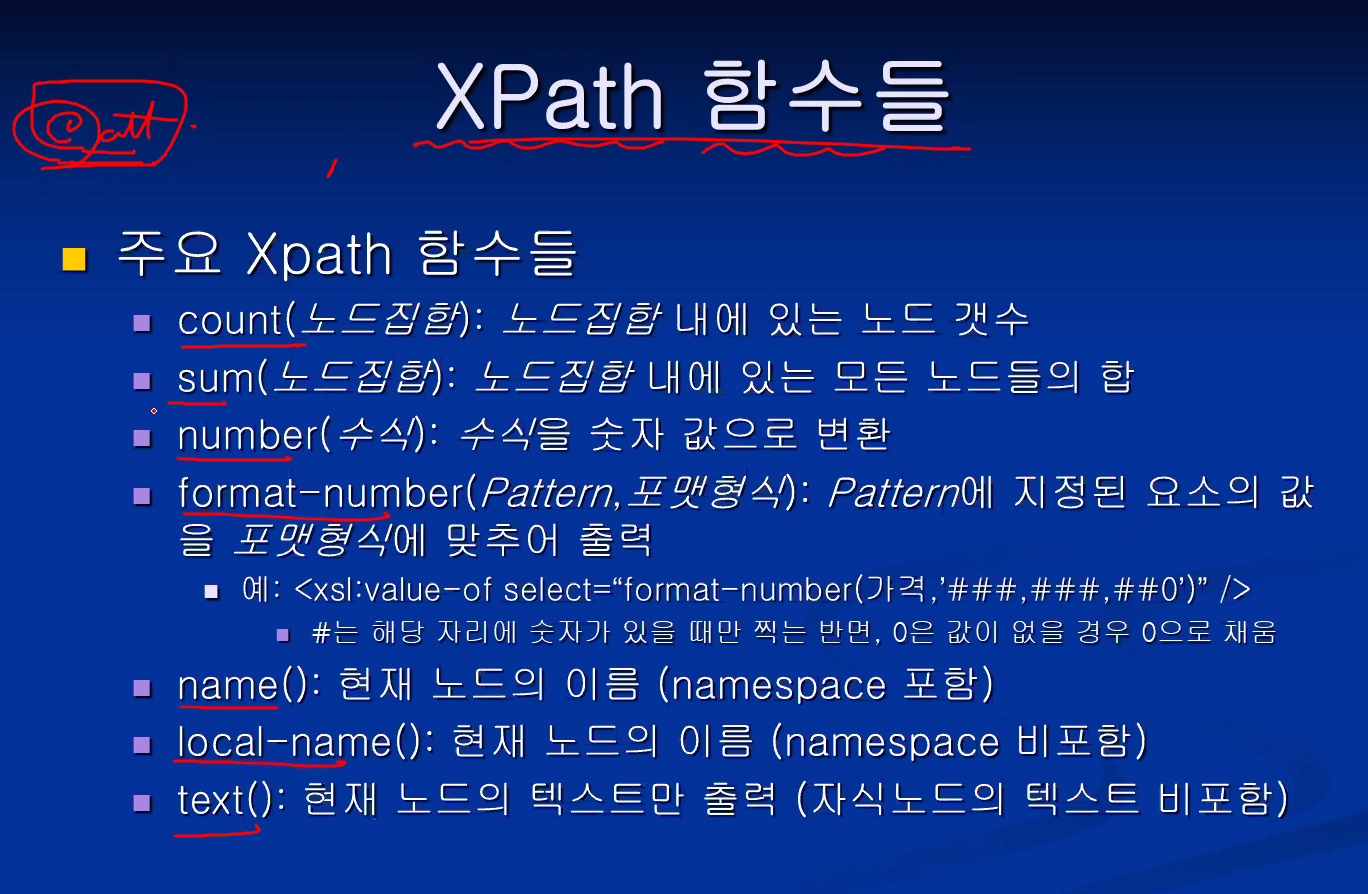 XPath 함수들
@att
주요 Xpath 함수들
count(노드집합): 노드집합 내에 있는 노드 갯수
sum(노드집합): 노드집합 내에 있는 모든 노드들의 합
number(수식): 수식을 숫자 값으로 변환
format-number(Pattern,포맷형식): Pattern에 지정된 요소의 값
을 포맷형식에 맞추어 출력
예: <xsl:value-of select=“format-number(가격,’###,###,##0’)” />
#는 해당 자리에 숫자가 있을 때만 찍는 반면, 0은 값이 없을 경우 0으로 채움
name(): 현재 노드의 이름 (namespace 포함)
local-name(): 현재 노드의 이름 (namespace 비포함)
text(): 현재 노드의 텍스트만 출력 (자식노드의 텍스트 비포함)